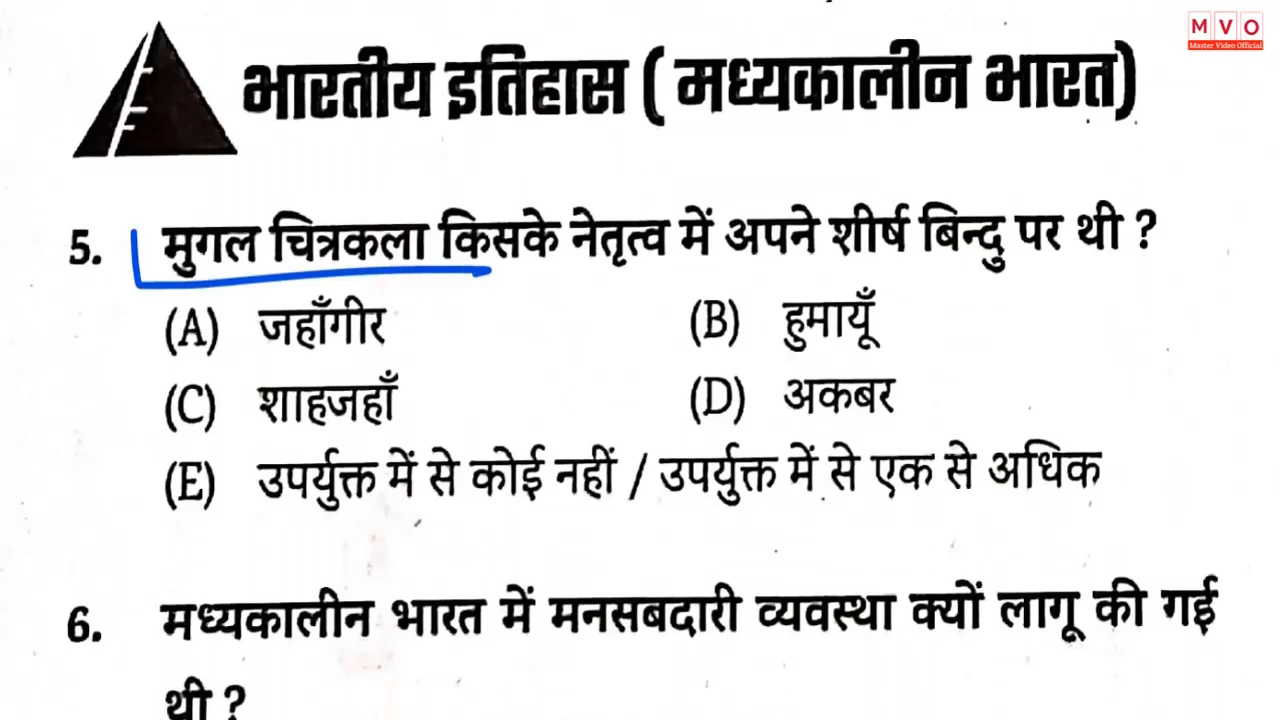 MVO
Master Video Official
भारतीय इतिहास ( मध्यकालीन भारत)
5. मुगल चित्रकला किसके नेतृत्व में अपने शीर्ष बिन्दु पर थी ?
(A) जहाँगीर (B) हुमायूँ
(C) शाहजहाँ (D) अकबर
(E) उपर्युक्त में से कोई नहीं / उपर्युक्त में से एक से अधिक
6. मध्यकालीन भारत में मनसबदारी व्यवस्था क्यों लागू की गई
थी ?